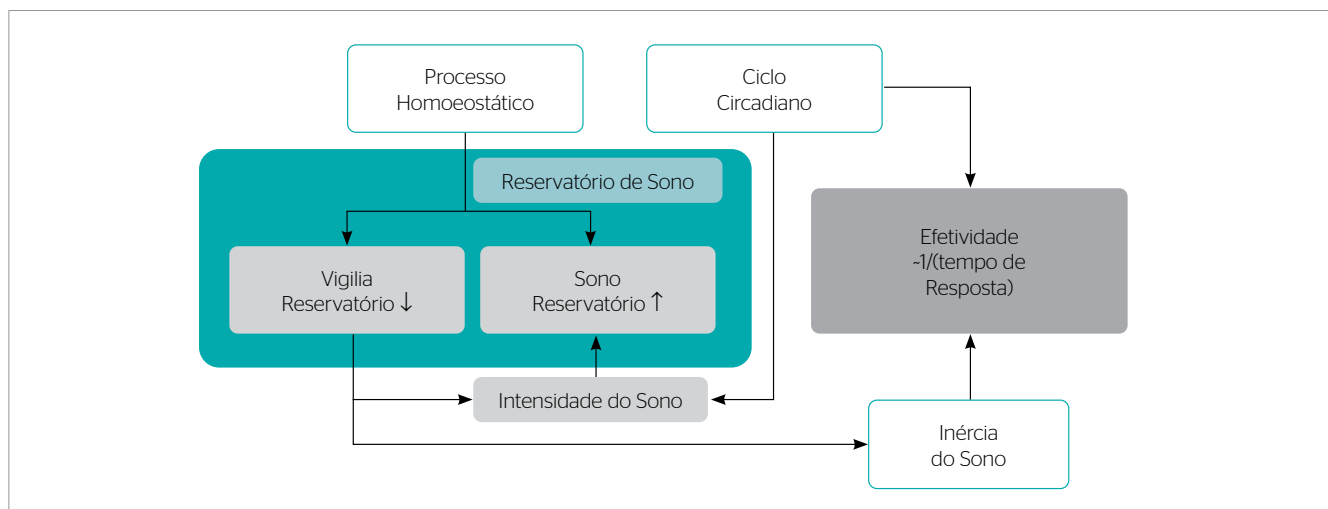 Processo
Homoeostático
Ciclo
Circadiano
Reservatório de Sono
Efetividade
~1/(tempo de
Resposta)
Vigilia
Reservatório ↓
Sono
Reservatório ↑
Intensidade do Sono
Inércia
do Sono